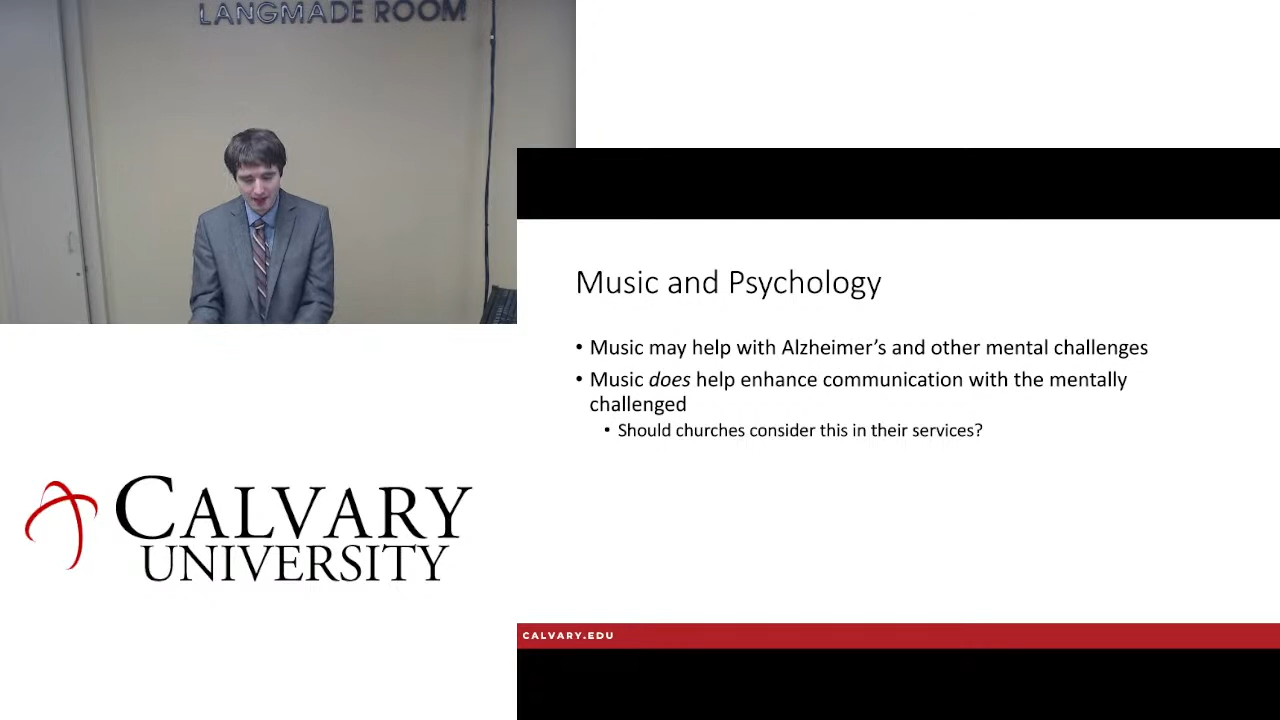 LANGMADE ROOM
Music and Psychology
• Music may help with Alzheimer’s and other mental challenges
• Music does help enhance communication with the mentally
challenged
• Should churches consider this in their services?
CALVARY
UNIVERSITY
CALVARY.EDU